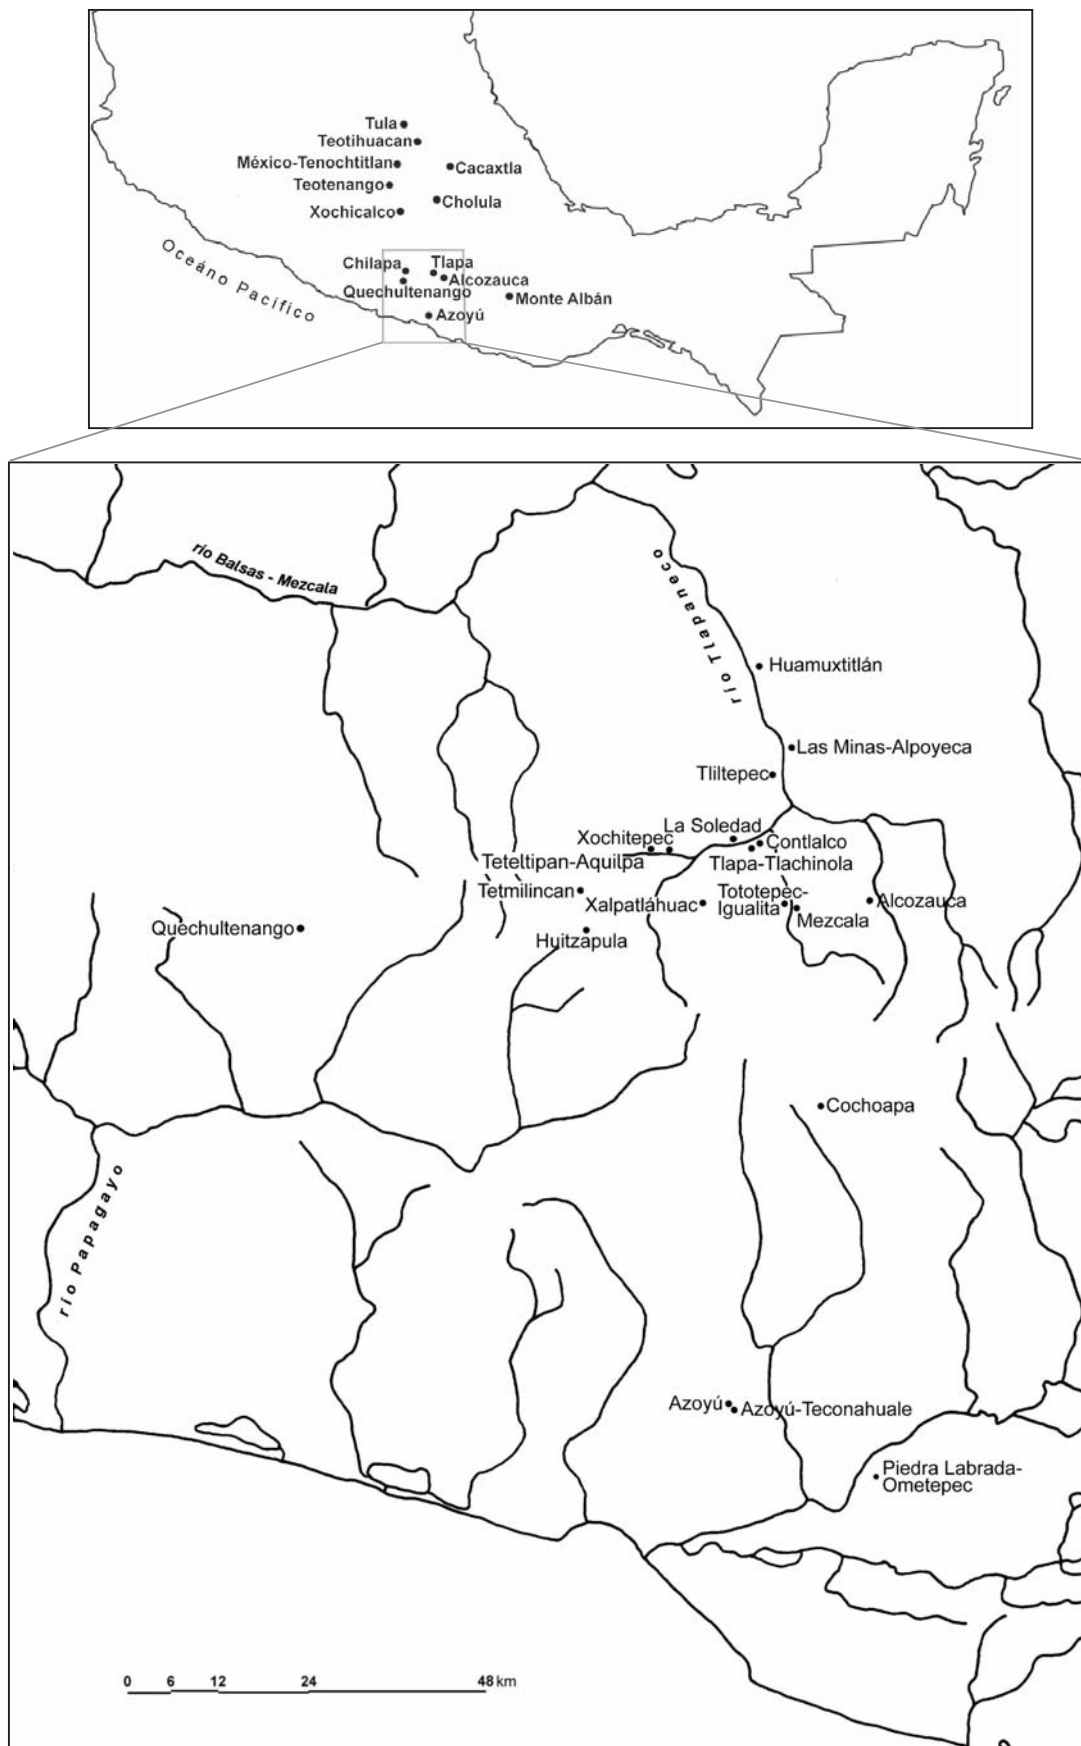 Tula
Teotihuacan
México-Tenochtitlan
Cacaxtla
Teotenango
Cholula
Xochicalco
Oceáno Pacífico
Chilapa
Tlapa
Alcozauca
Quechultenango
Monte Albán
Azoyú
río Balsas - Mezcala
río Tlapaneco
Huamuxtitlán
Las Minas-Alpoyeca
Tliltepec
La Soledad
Xochitepec
Contlalco
Teteltipan-Aquilpa
Tlapa-Tlachinola
Tetmilincan
Xalpatláhuac
Tototepec-
Igualita
Alcozauca
Mezcala
Quechultenango
Huitzapula
Cochoapa
río Papagayo
Azoyú
Azoyú-Teconahuale
Piedra Labrada-
Ometepec
0 6 12 24 48 km